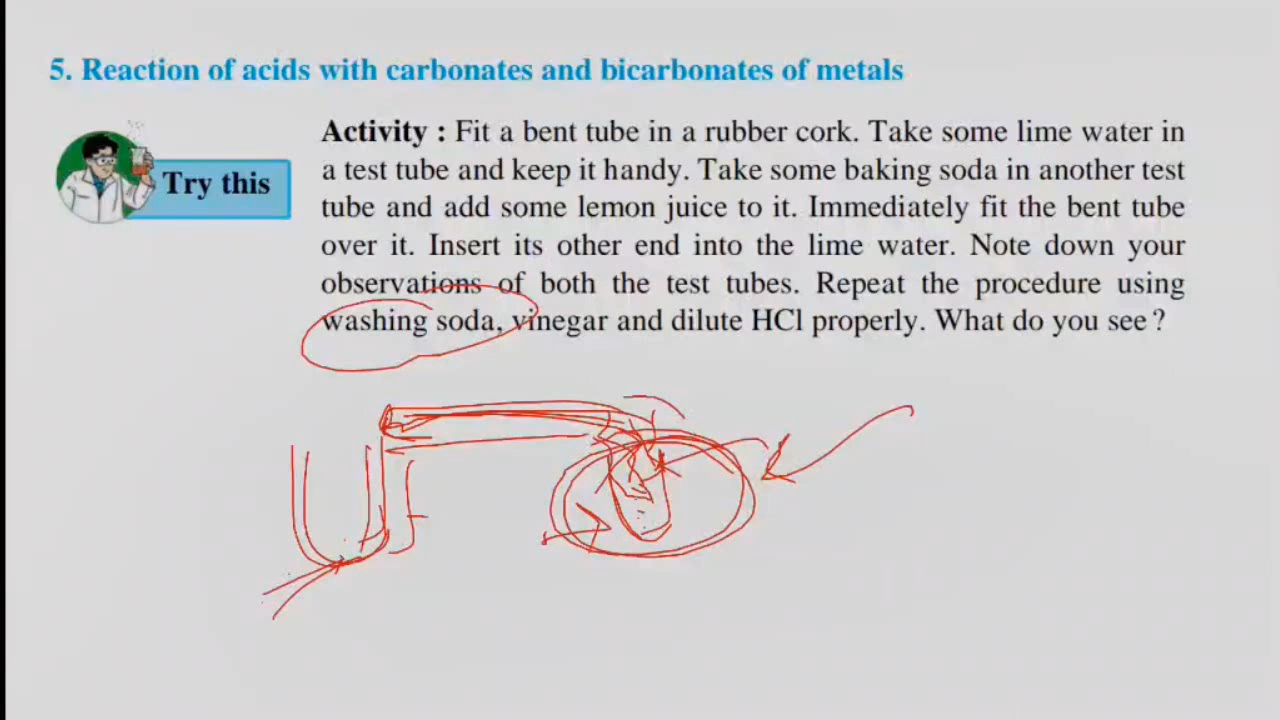 5. Reaction of acids with carbonates and bicarbonates of metals
Try this
Activity : Fit a bent tube in a rubber cork. Take some lime water in
a test tube and keep it handy. Take some baking soda in another test
tube and add some lemon juice to it. Immediately fit the bent tube
over it. Insert its other end into the lime water. Note down your
observations of both the test tubes. Repeat the procedure using
washing soda, vinegar and dilute HCl properly. What do you see ?